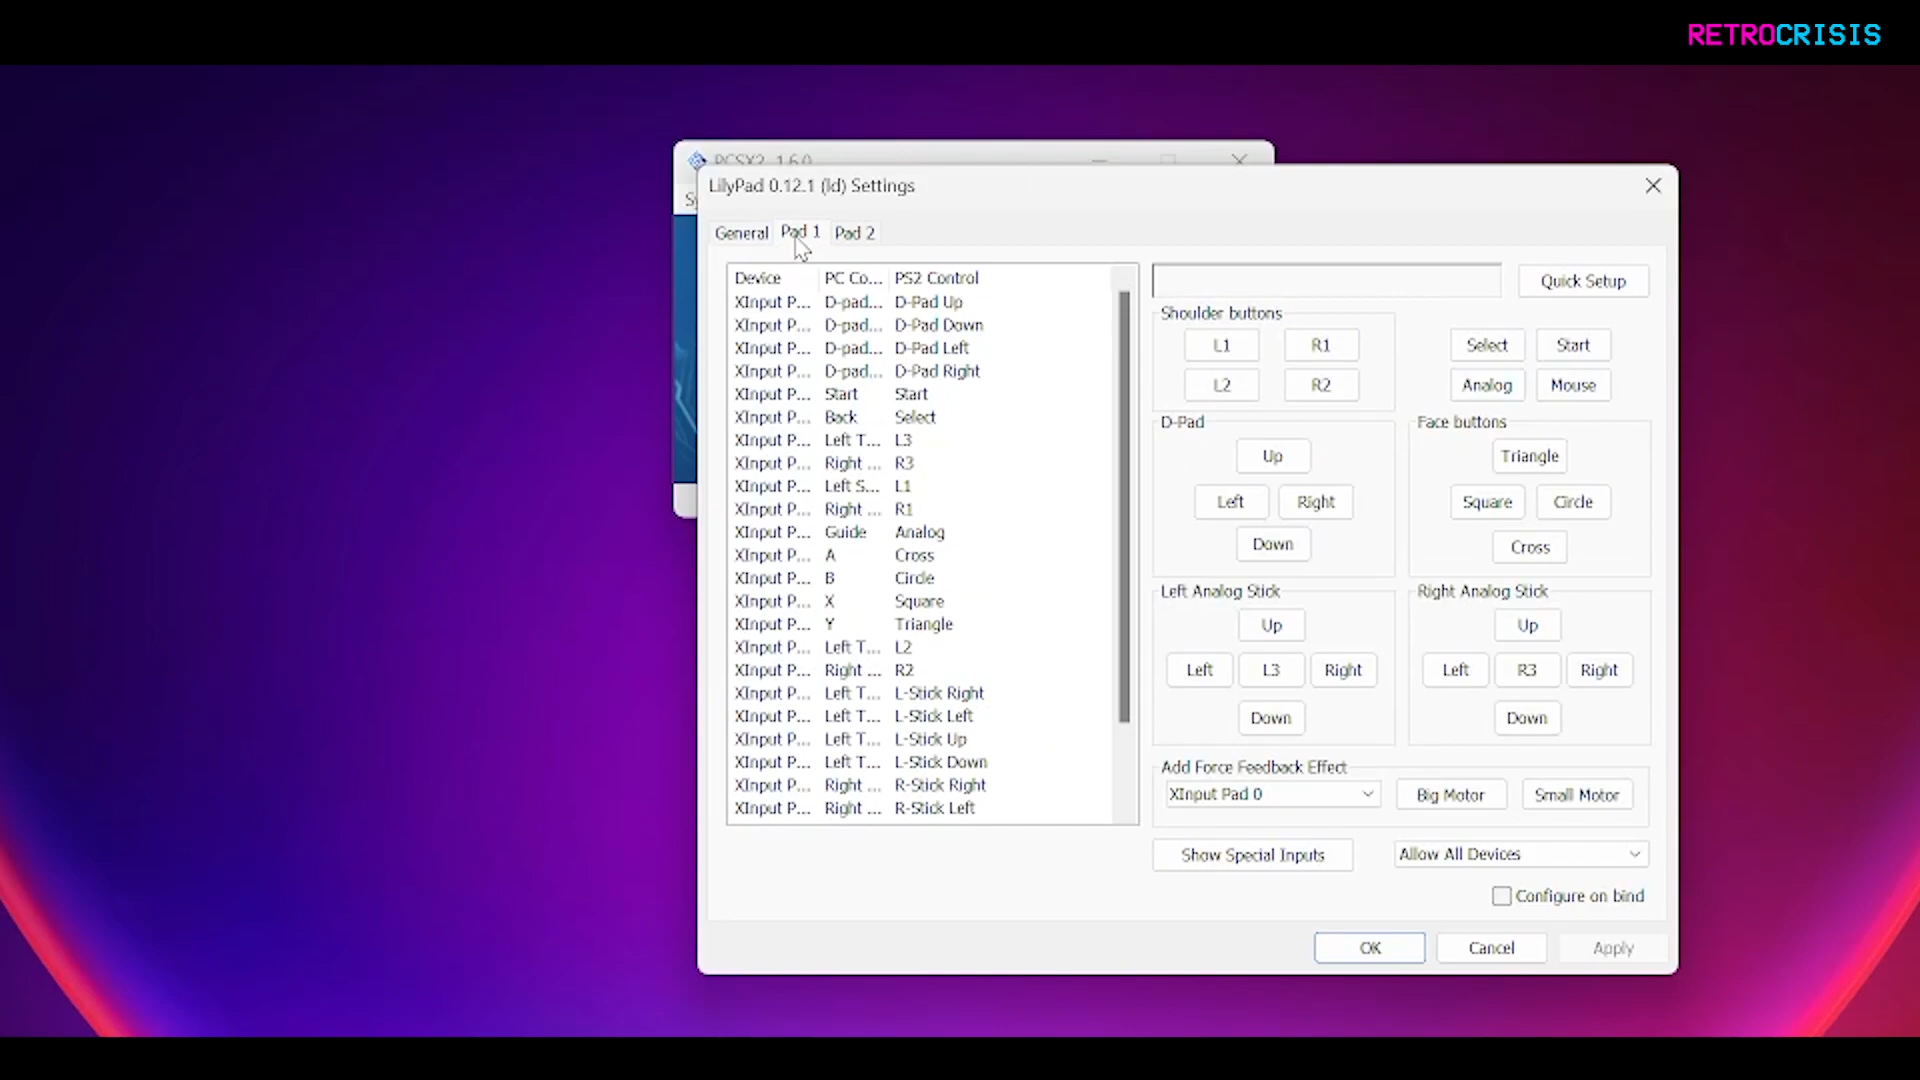 RETROCRISIS
PCSX2 1.6.0
LilyPad 0.12.1 (ld) Settings
General Pad 1 Pad 2
Device PC Co... PS2 Control
XInput P... D-pad... D-Pad Up
XInput P... D-pad... D-Pad Down
XInput P... D-pad... D-Pad Left
XInput P... D-pad... D-Pad Right
XInput P... Start Start
XInput P... Back Select
XInput P... Left T... L3
XInput P... Right ... R3
XInput P... Left S... L1
XInput P... Right ... R1
XInput P... Guide Analog
XInput P... A Cross
XInput P... B Circle
XInput P... X Square
XInput P... Y Triangle
XInput P... Left T... L2
XInput P... Right ... R2
XInput P... Left T... L-Stick Right
XInput P... Left T... L-Stick Left
XInput P... Left T... L-Stick Up
XInput P... Left T... L-Stick Down
XInput P... Right ... R-Stick Right
XInput P... Right ... R-Stick Left
Quick Setup
Shoulder buttons
L1 R1
L2 R2
Select Start
Analog Mouse
D-Pad
Up
Left Right
Down
Face buttons
Triangle
Square Circle
Cross
Left Analog Stick
Up
Left L3 Right
Down
Right Analog Stick
Up
Left R3 Right
Down
Add Force Feedback Effect
XInput Pad 0 Big Motor Small Motor
Show Special Inputs Allow All Devices
Configure on bind
OK Cancel Apply